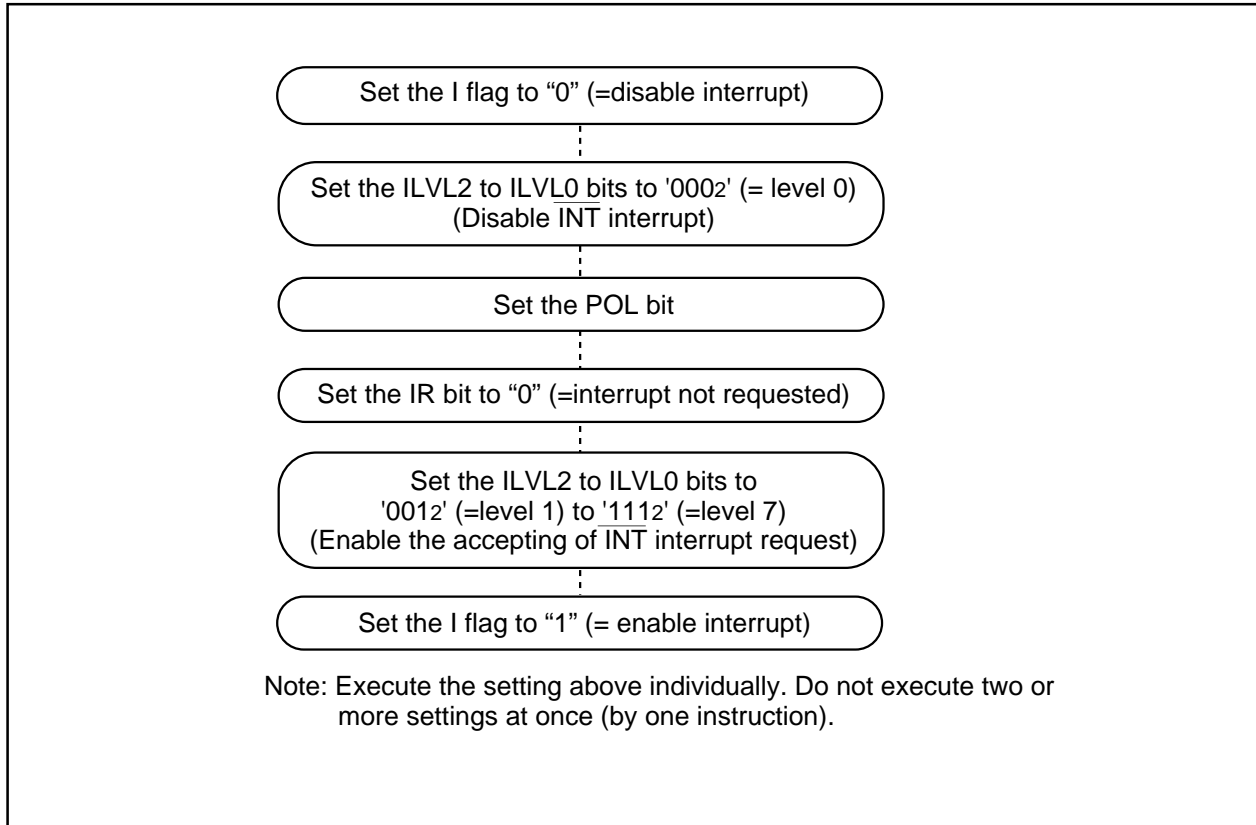 Set the I flag to “0” (=disable interrupt)
Set the ILVL2 to ILVL0 bits to '0002' (= level 0)
(Disable INT interrupt)
Set the POL bit
Set the IR bit to “0” (=interrupt not requested)
Set the ILVL2 to ILVL0 bits to
'0012' (=level 1) to '1112' (=level 7)
(Enable the accepting of INT interrupt request)
Set the I flag to “1” (= enable interrupt)
Note: Execute the setting above individually. Do not execute two or
more settings at once (by one instruction).